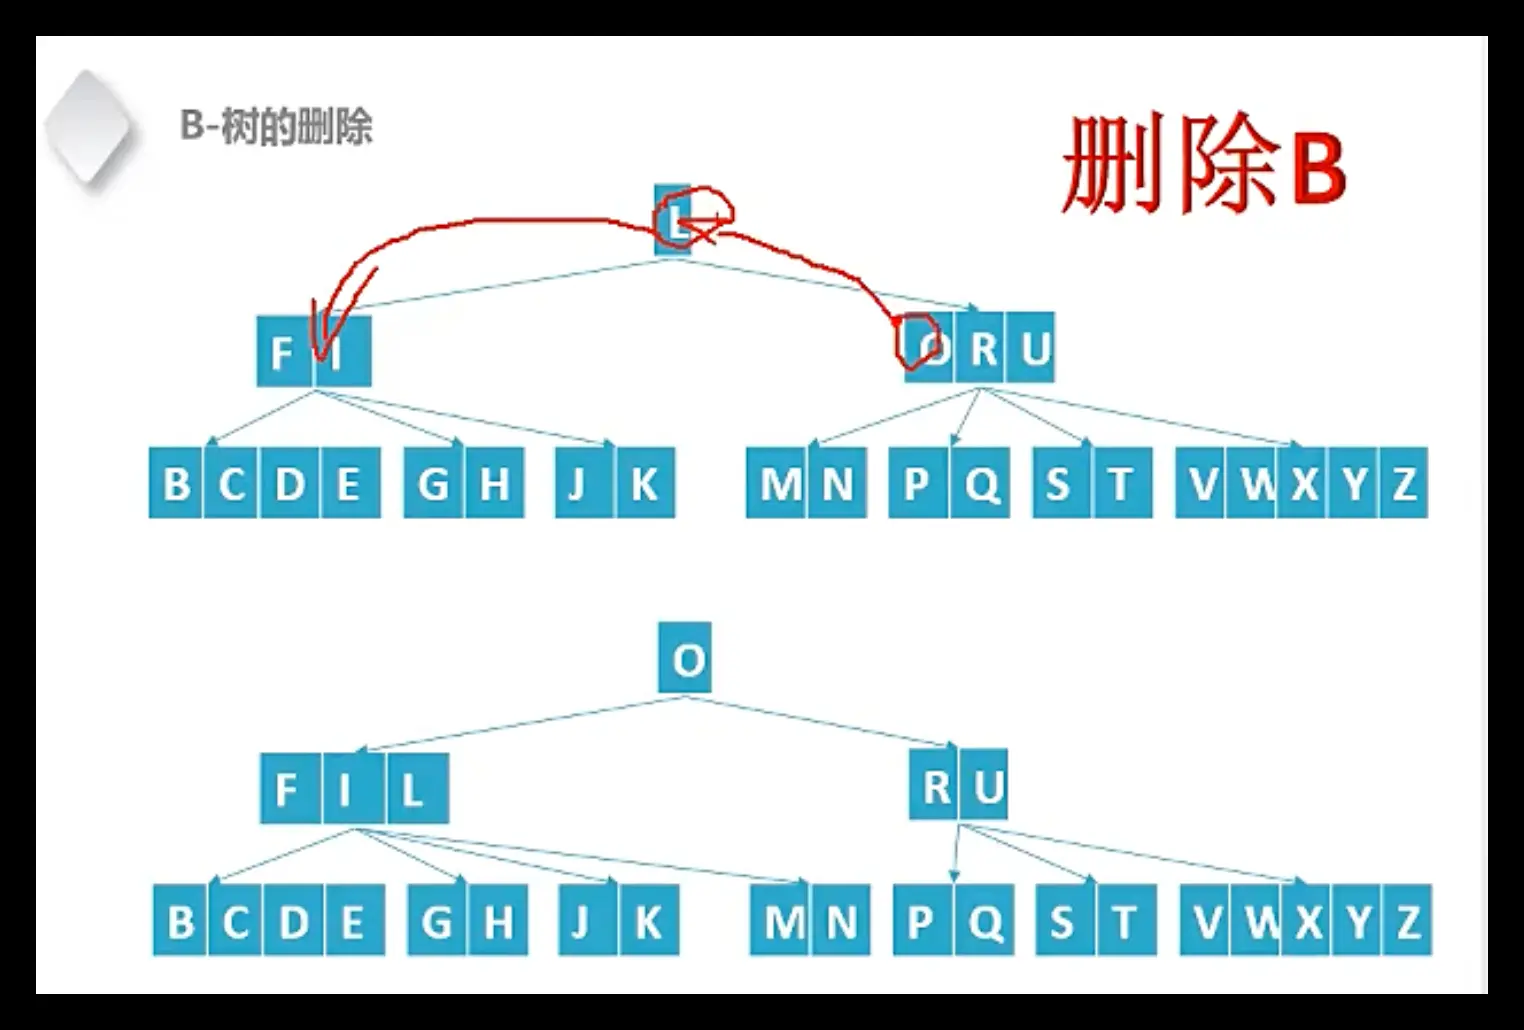 B-树的删除
删除B
L
F I
O R U
B C D E G H J K M N P Q S T V W X Y Z
O
F I L
R U
B C D E G H J K M N P Q S T V W X Y Z